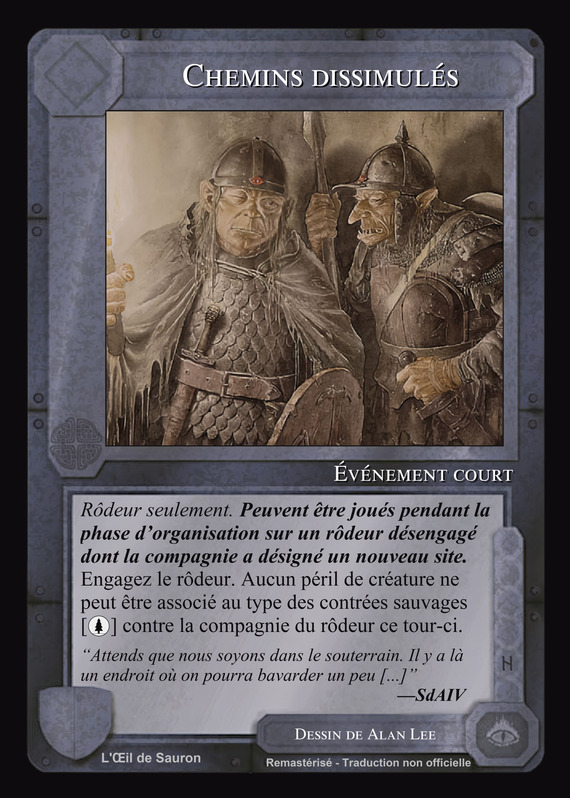 Chemins dissimulés
Événement court
Rôdeur seulement. Peuvent être joués pendant la
phase d’organisation sur un rôdeur désengagé
dont la compagnie a désigné un nouveau site.
Engagez le rôdeur. Aucun péril de créature ne
peut être associé au type des contrées sauvages
[ ] contre la compagnie du rôdeur ce tour-ci.
“Attends que nous soyons dans le souterrain. Il y a là
un endroit où on pourra bavarder un peu [...]”
—SdAIV
Dessin de Alan Lee
L'Œil de Sauron
Remastérisé - Traduction non officielle